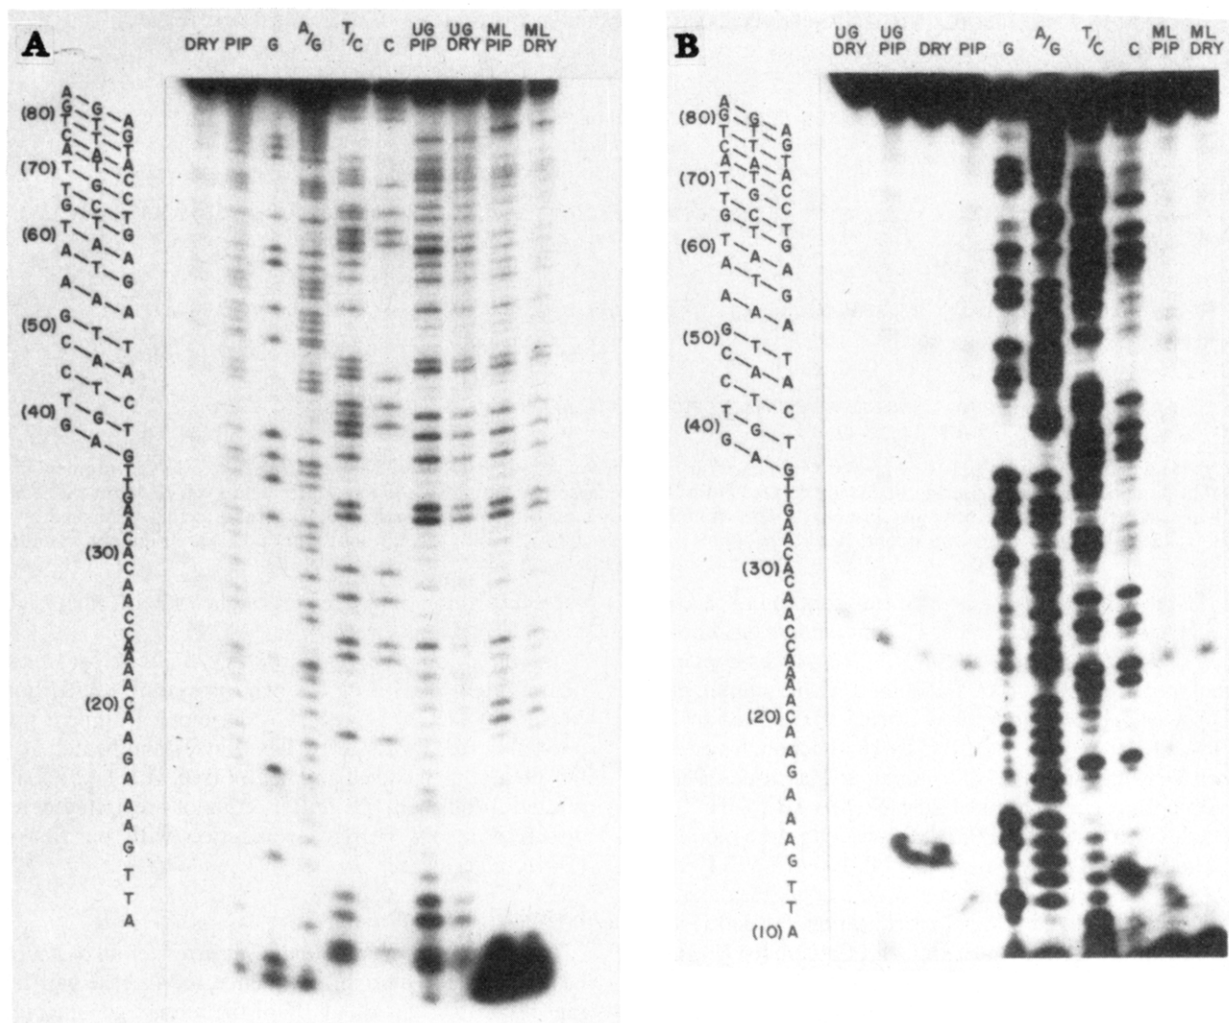 A
DRY PIP G A/G T/C C UG PIP UG DRY ML PIP ML DRY
A G A
(80) G T G
T T T
C A A
A T C
(70) T G C
T C T
G T G
(60) T A A
A T G
A A A
(50) G T T
C A A
C T C
T G T
(40) G A G
T
T
G
A
A
C
A
C
(30) A
C
A
A
C
C
A
A
A
A
C
(20) A
A
G
A
A
A
G
T
T
A
B
UG DRY UG PIP DRY PIP G A/G T/C C ML PIP ML DRY
A G A
(80) G T G
T T T
C A A
A T C
(70) T G C
T C T
G T G
(60) T A A
A T G
A A A
(50) G T T
C A A
C T C
T G T
(40) G A G
T
T
G
A
A
C
A
C
(30) A
C
A
A
C
C
A
A
A
A
C
(20) A
A
G
A
A
A
G
T
T
(10) A